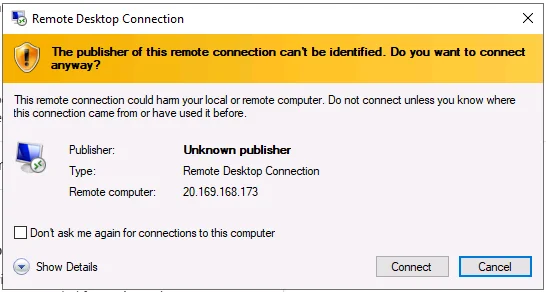 Remote Desktop Connection
The publisher of this remote connection can't be identified. Do you want to connect
anyway?
This remote connection could harm your local or remote computer. Do not connect unless you know where
this connection came from or have used it before.
Publisher: Unknown publisher
Type: Remote Desktop Connection
Remote computer: 20.169.168.173
Don't ask me again for connections to this computer
Show Details Connect Cancel